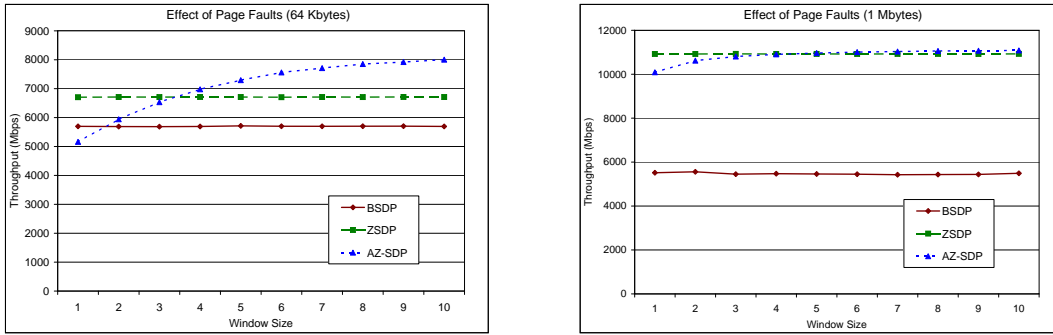 Effect of Page Faults (64 Kbytes)
9000
8000
7000
6000
5000
4000
3000
2000
1000
0
Throughput (Mbps)
BSDP
ZSDP
AZ-SDP
1 2 3 4 5 6 7 8 9 10
Window Size
Effect of Page Faults (1 Mbytes)
12000
10000
8000
6000
4000
2000
0
Throughput (Mbps)
BSDP
ZSDP
AZ-SDP
1 2 3 4 5 6 7 8 9 10
Window Size